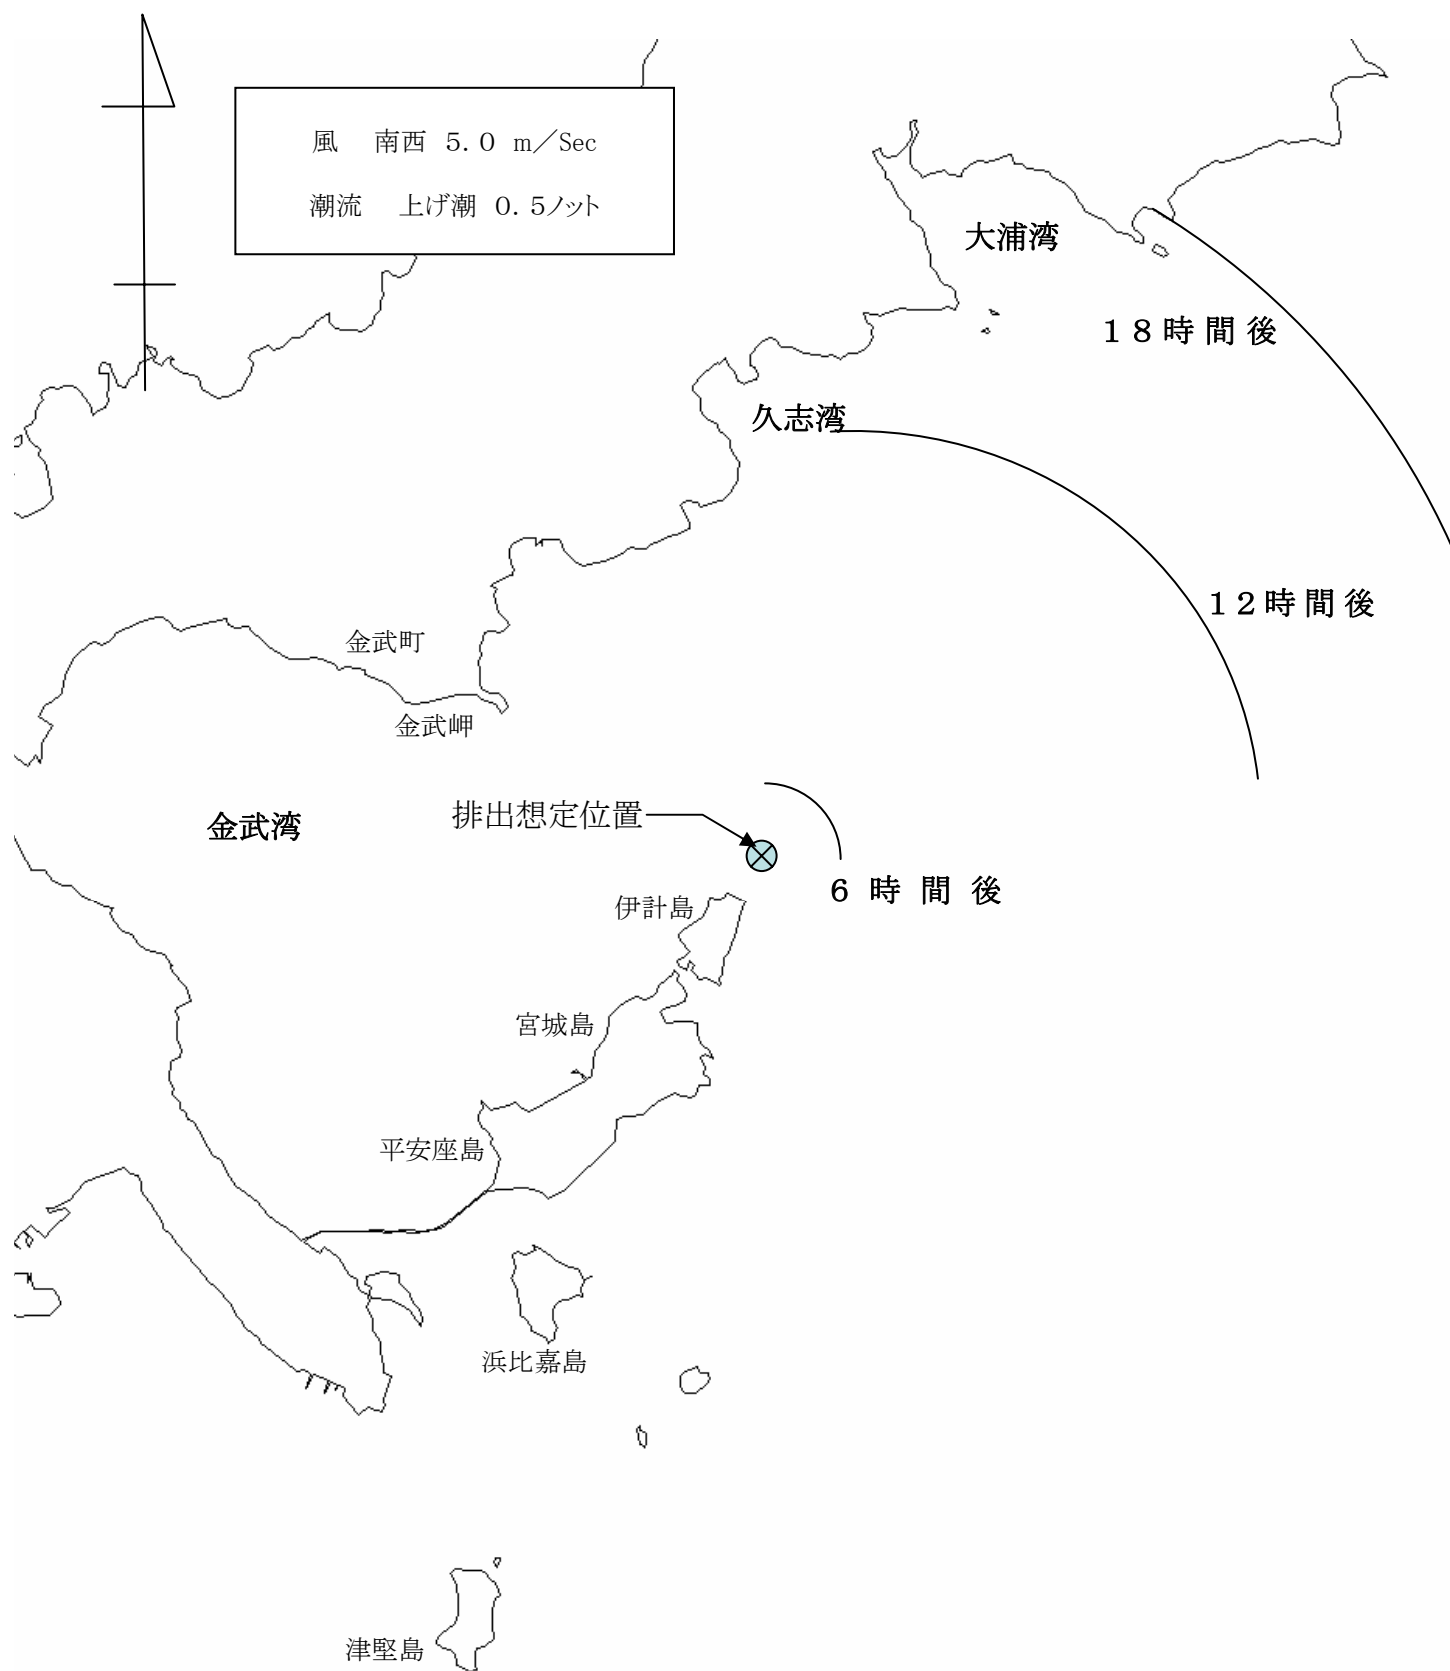 風　南西 5.0 m／Sec
潮流　上げ潮 0.5ノット
大浦湾
18時間後
久志湾
12時間後
金武町
金武岬
排出想定位置
金武湾
6時間後
伊計島
宮城島
平安座島
浜比嘉島
津堅島